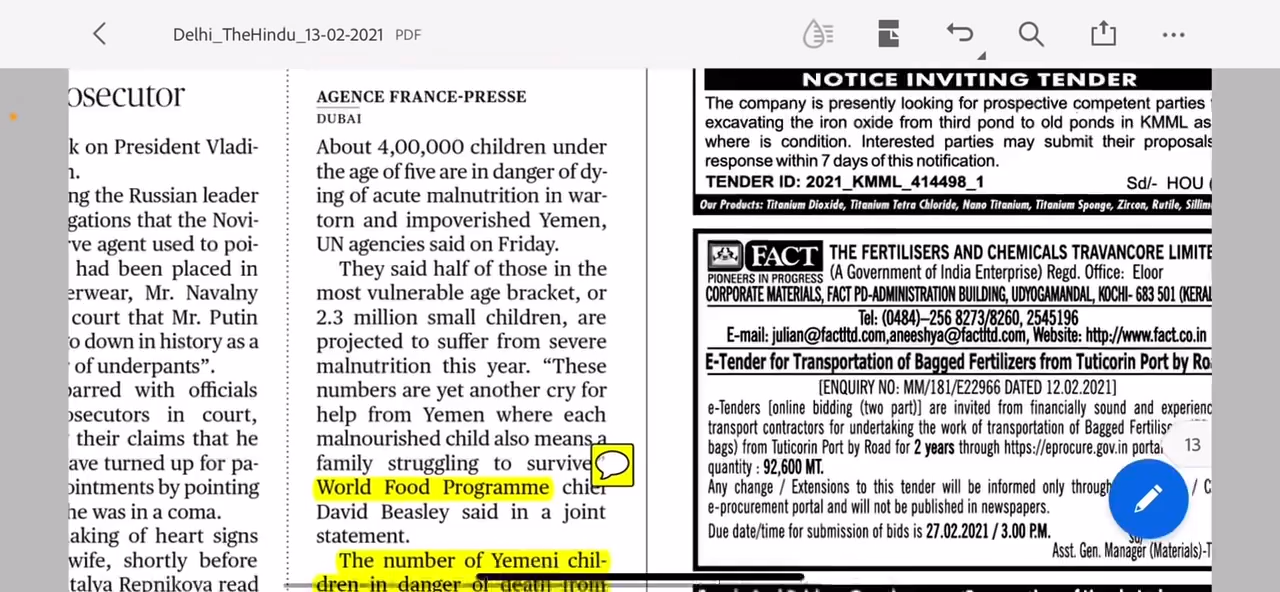 Delhi_TheHindu_13-02-2021 PDF
osecutor
k on President Vladi-
n.
ng the Russian leader
gations that the Novi-
rve agent used to poi-
had been placed in
erwear, Mr. Navalny
court that Mr. Putin
o down in history as a
of underpants”.
parred with officials
osecutors in court,
their claims that he
ave turned up for pa-
ointments by pointing
he was in a coma.
aking of heart signs
wife, shortly before
talya Repnikova read
AGENCE FRANCE-PRESSE
DUBAI
About 4,00,000 children under
the age of five are in danger of dy-
ing of acute malnutrition in war-
torn and impoverished Yemen,
UN agencies said on Friday.
They said half of those in the
most vulnerable age bracket, or
2.3 million small children, are
projected to suffer from severe
malnutrition this year. “These
numbers are yet another cry for
help from Yemen where each
malnourished child also means a
family struggling to survive
World Food Programme chief
David Beasley said in a joint
statement.
The number of Yemeni chil-
dren in danger of death from
NOTICE INVITING TENDER
The company is presently looking for prospective competent parties
excavating the iron oxide from third pond to old ponds in KMML as
where is condition. Interested parties may submit their proposals
response within 7 days of this notification.
TENDER ID: 2021_KMML_414498_1 Sd/- HOU
Our Products: Titanium Dioxide, Titanium Tetra Chloride, Nano Titanium, Titanium Sponge, Zircon, Rutile, Sillim
FACT
PIONEERS IN PROGRESS
THE FERTILISERS AND CHEMICALS TRAVANCORE LIMITE
(A Government of India Enterprise) Regd. Office: Eloor
CORPORATE MATERIALS, FACT PD-ADMINISTRATION BUILDING, UDYOGAMANDAL, KOCHI- 683 501 (KERAL
Tel: (0484)–256 8273/8260, 2545196
E-mail: julian@factltd.com,aneeshya@factltd.com, Website: http://www.fact.co.in
E-Tender for Transportation of Bagged Fertilizers from Tuticorin Port by Ro
[ENQUIRY NO: MM/181/E22966 DATED 12.02.2021]
e-Tenders [online bidding (two part)] are invited from financially sound and experienc
transport contractors for undertaking the work of transportation of Bagged Fertilise
bags) from Tuticorin Port by Road for 2 years through https://eprocure.gov.in porta
quantity : 92,600 MT.
Any change / Extensions to this tender will be informed only through / C
e-procurement portal and will not be published in newspapers.
Due date/time for submission of bids is 27.02.2021 / 3.00 P.M.
Sd/
Asst. Gen. Manager (Materials)-T
13